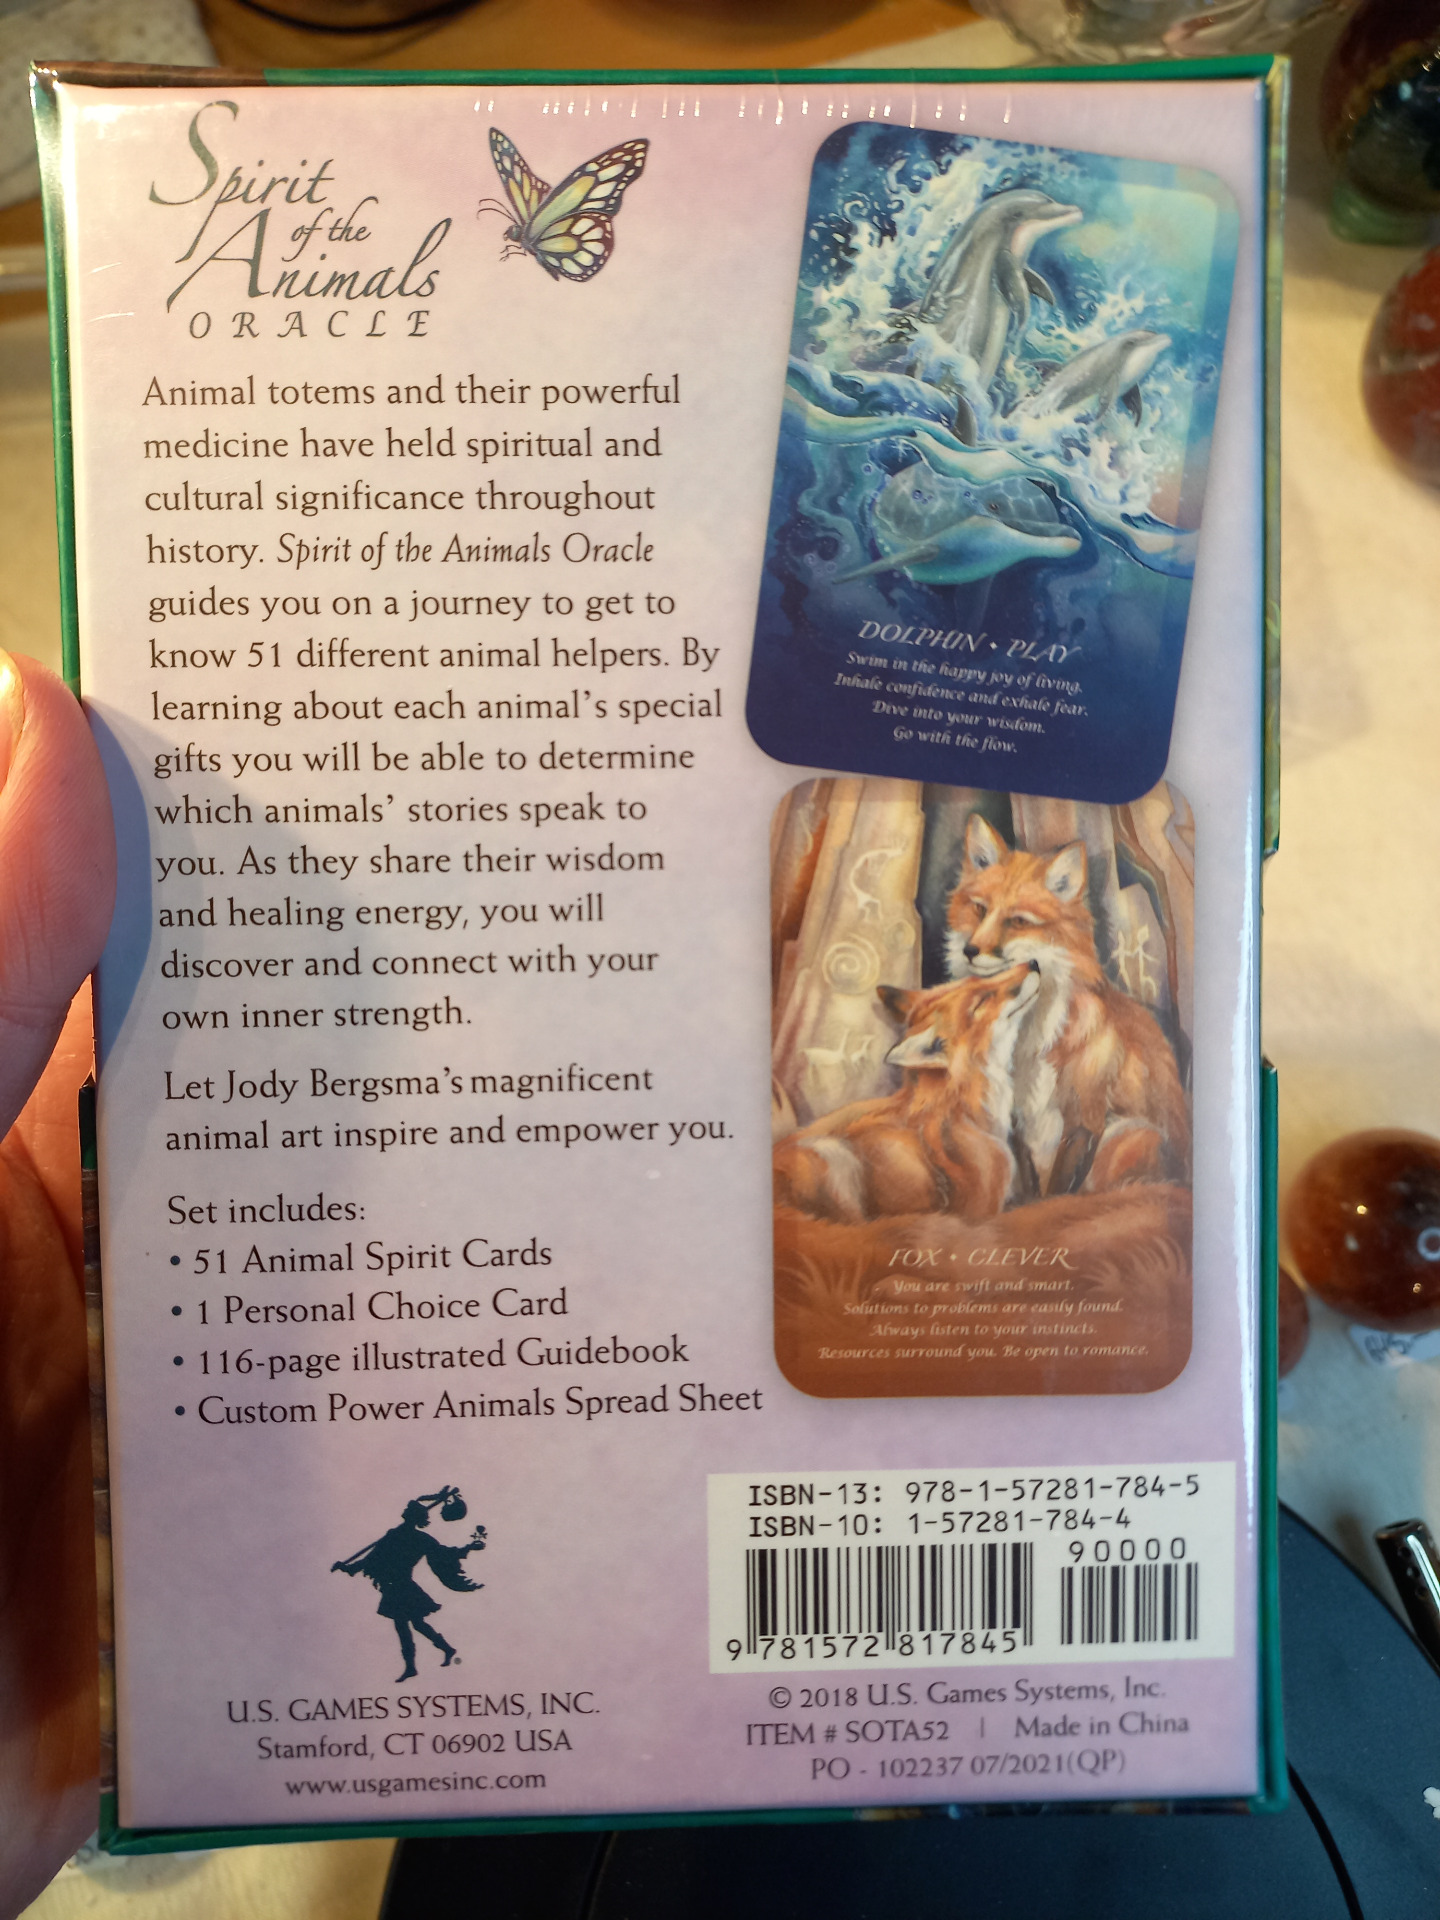 Spirit
of the
Animals
ORACLE
Animal totems and their powerful
medicine have held spiritual and
cultural significance throughout
history. Spirit of the Animals Oracle
guides you on a journey to get to
know 51 different animal helpers. By
learning about each animal's special
gifts you will be able to determine
which animals' stories speak to
you. As they share their wisdom
and healing energy, you will
discover and connect with your
own inner strength.
Let Jody Bergsma's magnificent
animal art inspire and empower you.
Set includes:
• 51 Animal Spirit Cards
• 1 Personal Choice Card
• 116-page illustrated Guidebook
• Custom Power Animals Spread Sheet
DOLPHIN • PLAY
Swim in the happy joy of living.
Inhale confidence and exhale fear.
Dive into your wisdom.
Go with the flow.
FOX • CLEVER
You are swift and smart.
Solutions to problems are easily found.
Always listen to your instincts.
Resources surround you. Be open to romance.
U.S. GAMES SYSTEMS, INC.
Stamford, CT 06902 USA
www.usgamesinc.com
ISBN-13: 978-1-57281-784-5
ISBN-10: 1-57281-784-4
90000
9 781572 817845
© 2018 U.S. Games Systems, Inc.
ITEM # SOTA52 | Made in China
PO - 102237 07/2021(QP)